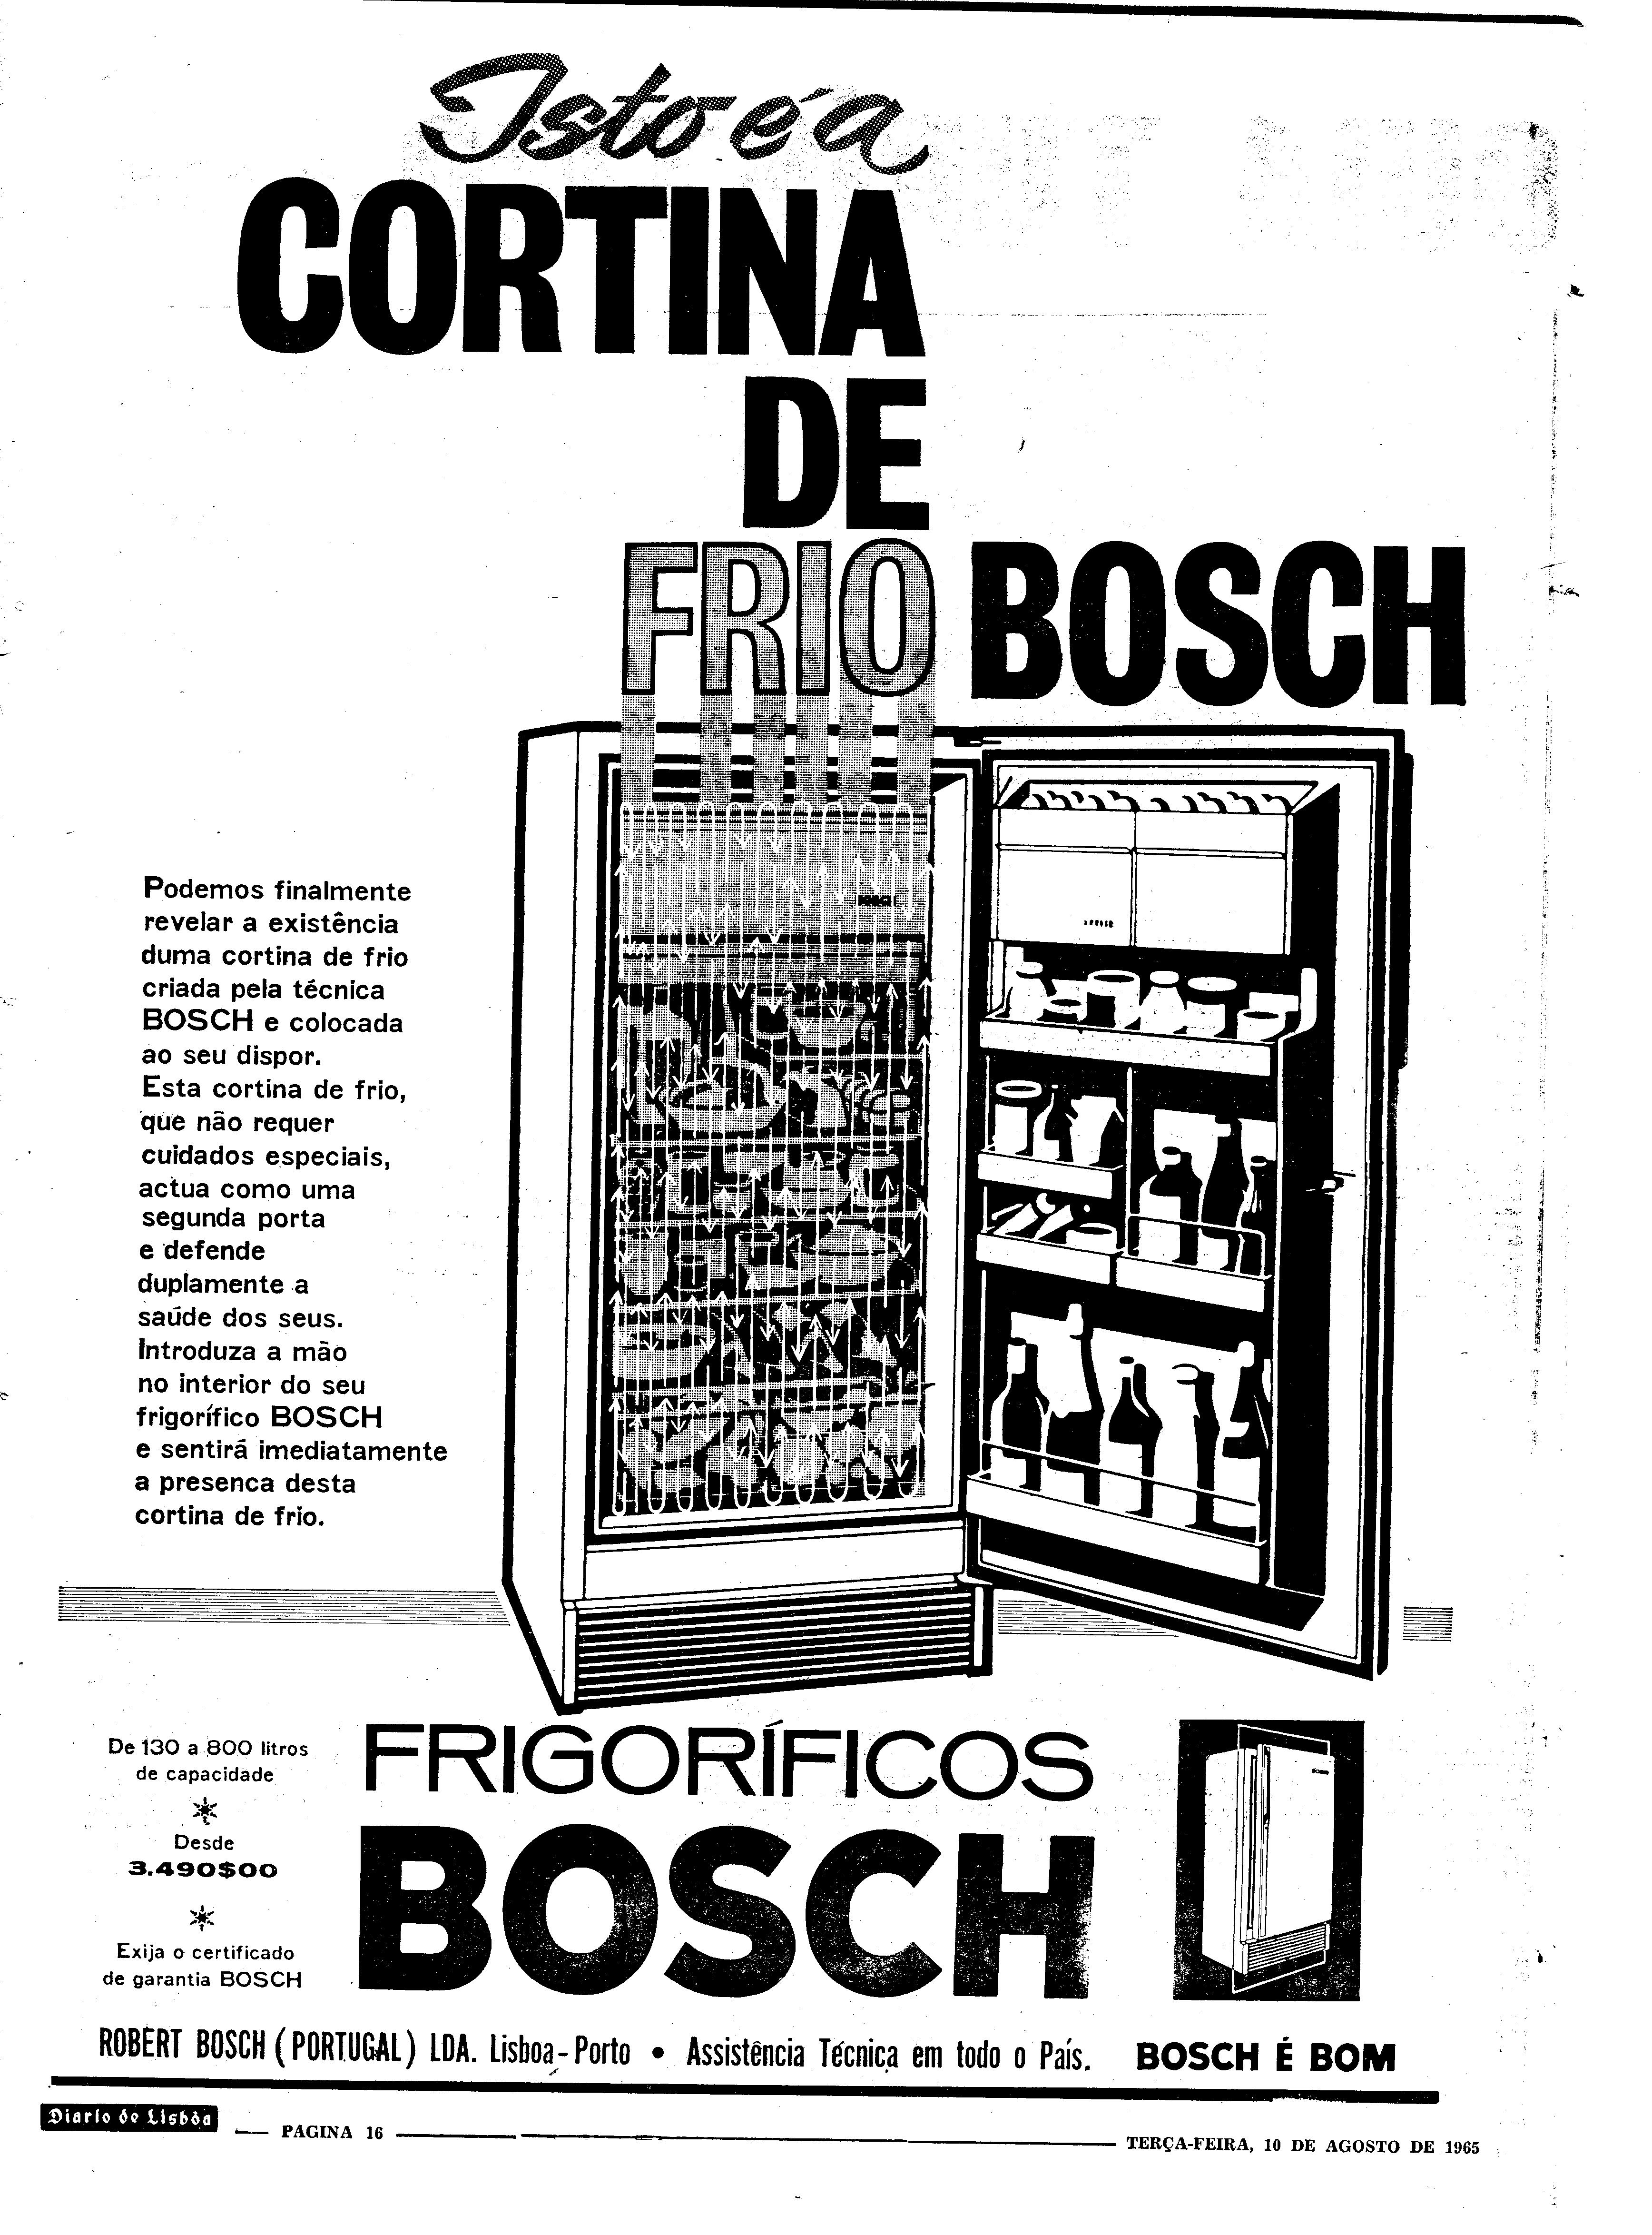 Isto é a
CORTINA
DE
FRIO BOSCH
Podemos finalmente
revelar a existência
duma cortina de frio
criada pela técnica
BOSCH e colocada
ao seu dispor.
Esta cortina de frio,
que não requer
cuidados especiais,
actua como uma
segunda porta
e defende
duplamente a
saúde dos seus.
Introduza a mão
no interior do seu
frigorífico BOSCH
e sentirá imediatamente
a presenca desta
cortina de frio.
De 130 a 800 litros
de capacidade
Desde
3.490$00
Exija o certificado
de garantia BOSCH
FRIGORÍFICOS
BOSCH
ROBERT BOSCH (PORTUGAL) LDA. Lisboa-Porto • Assistência Técnica em todo o País. BOSCH É BOM
Diario de Lisbôa PAGINA 16 TERÇA-FEIRA, 10 DE AGOSTO DE 1965